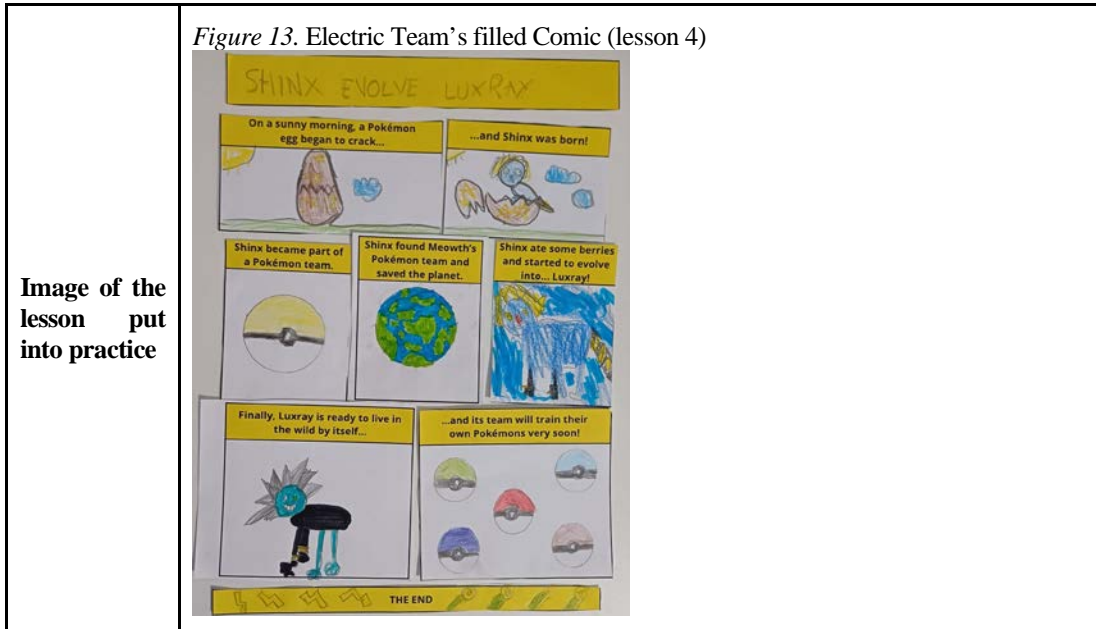 Image of the
lesson put
into practice
Figure 13. Electric Team's filled Comic (lesson 4)
SHINX EVOLVE LUXRAY
On a sunny morning, a Pokémon
egg began to crack...
...and Shinx was born!
Shinx became part of
a Pokémon team.
Shinx found Meowth's
Pokémon team and
saved the planet.
Shinx ate some berries
and started to evolve
into... Luxray!
Finally, Luxray is ready to live in
the wild by itself...
...and its team will train their
own Pokémons very soon!
THE END